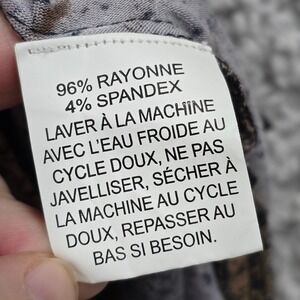 96% RAYONNE
4% SPANDEX
LAVER À LA MACHINE
AVEC L'EAU FROIDE AU
CYCLE DOUX, NE PAS
JAVELLISER, SÉCHER À
LA MACHINE AU CYCLE
DOUX, REPASSER AU
BAS SI BESOIN.